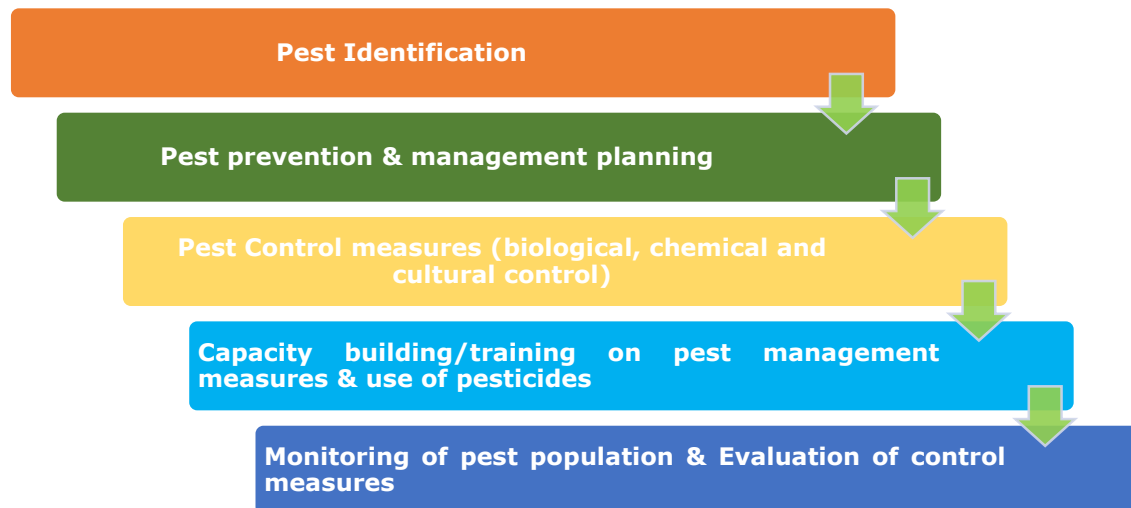 Pest Identification
Pest prevention & management planning
Pest Control measures (biological, chemical and
cultural control)
Capacity building/training on pest management
measures & use of pesticides
Monitoring of pest population & Evaluation of control
measures